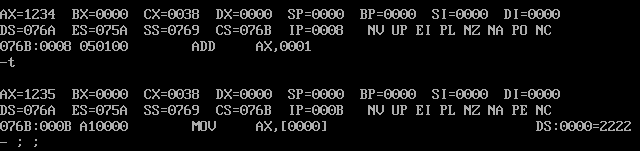 AX=1234 BX=0000 CX=0038 DX=0000 SP=0000 BP=0000 SI=0000 DI=0000
DS=076A ES=075A SS=0769 CS=076B IP=0008 NV UP EI PL NZ NA PO NC
076B:0008 050100 ADD AX,0001
-t
AX=1235 BX=0000 CX=0038 DX=0000 SP=0000 BP=0000 SI=0000 DI=0000
DS=076A ES=075A SS=0769 CS=076B IP=000B NV UP EI PL NZ NA PE NC
076B:000B A10000 MOV AX,[0000] DS:0000=2222
- ; ;